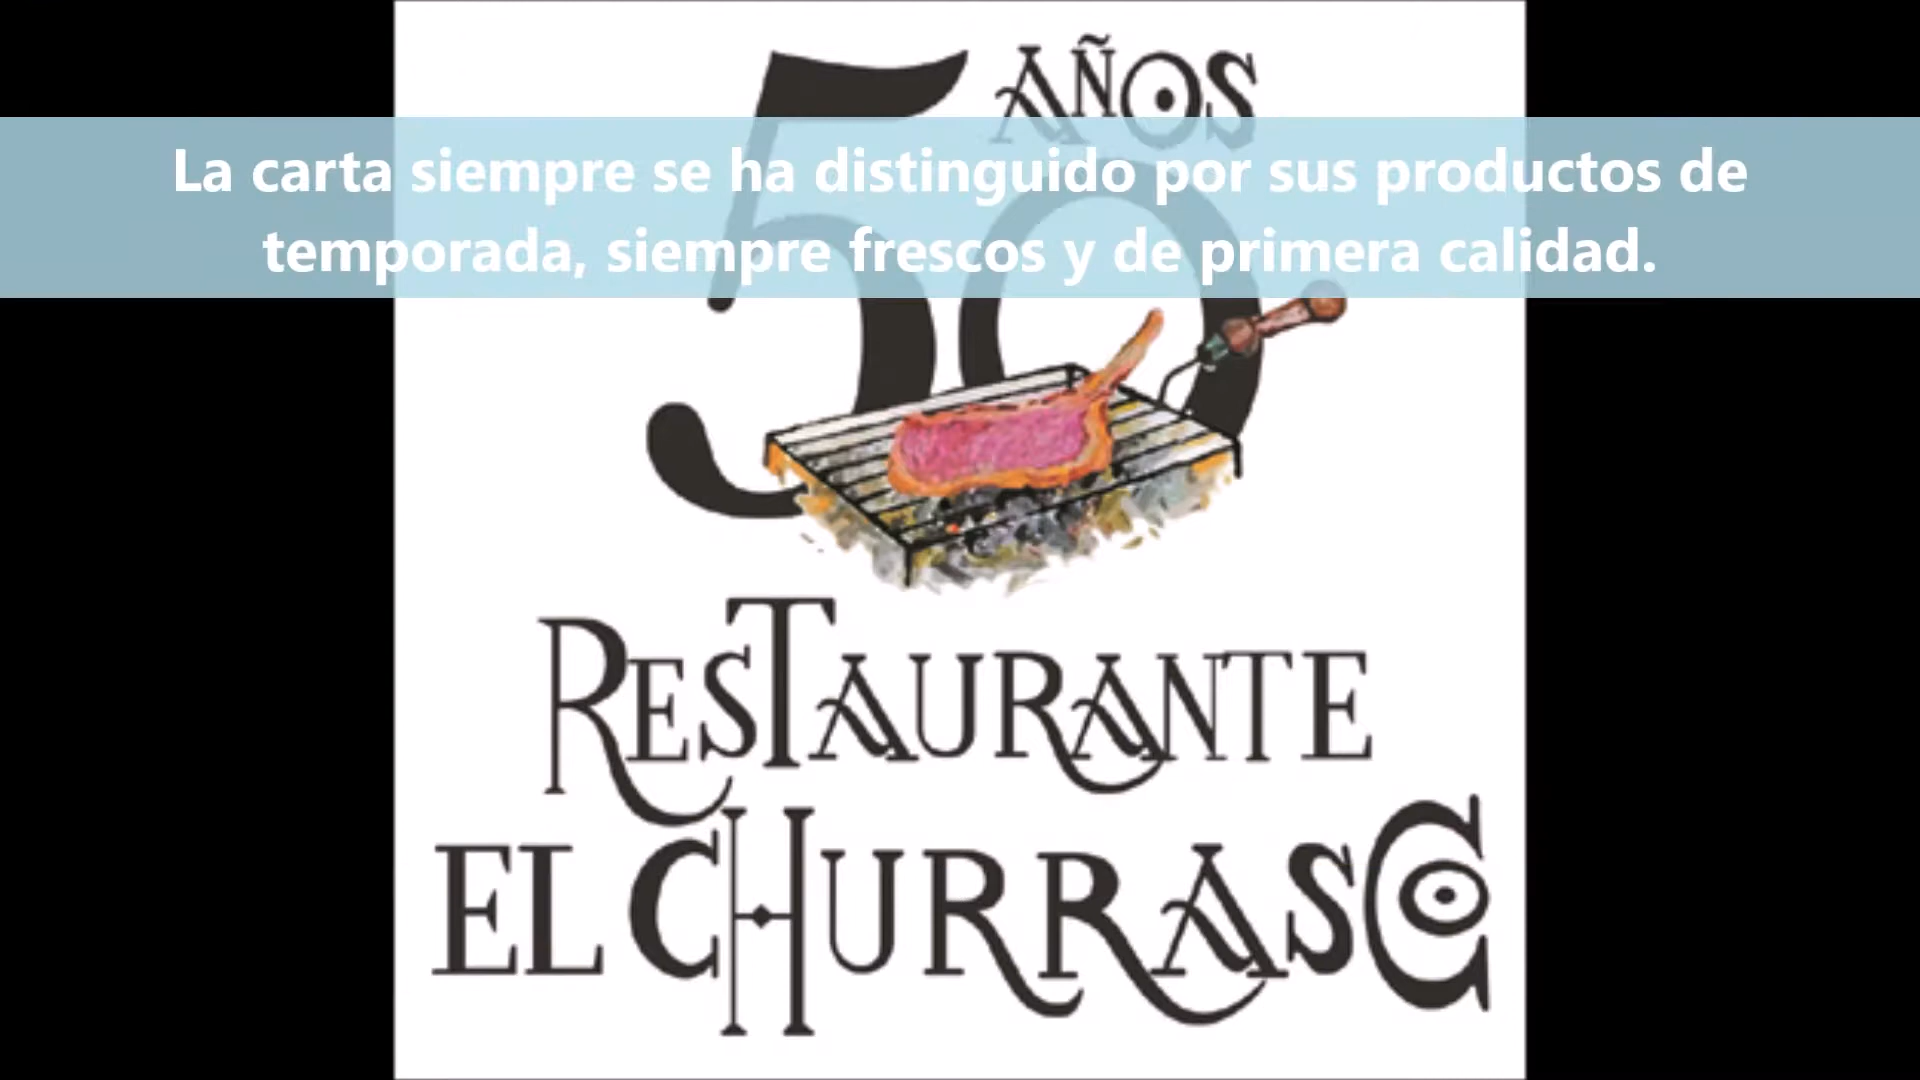 50 AÑOS
La carta siempre se ha distinguido por sus productos de
temporada, siempre frescos y de primera calidad.
RESTAURANTE
EL CHURRASCO